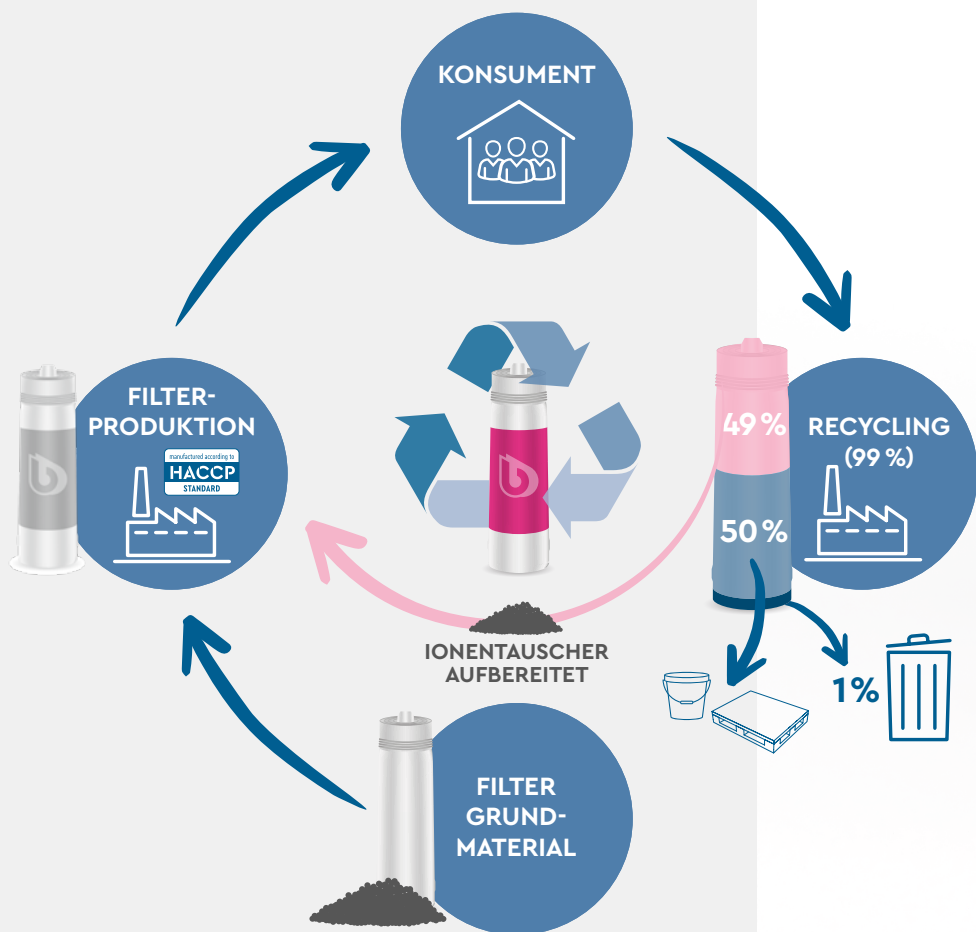 KONSUMENT
FILTER-
PRODUKTION
manufactured according to
HACCP
STANDARD
49 %
50 %
RECYCLING
(99 %)
IONENTAUSCHER
AUFBEREITET
1%
FILTER
GRUND-
MATERIAL